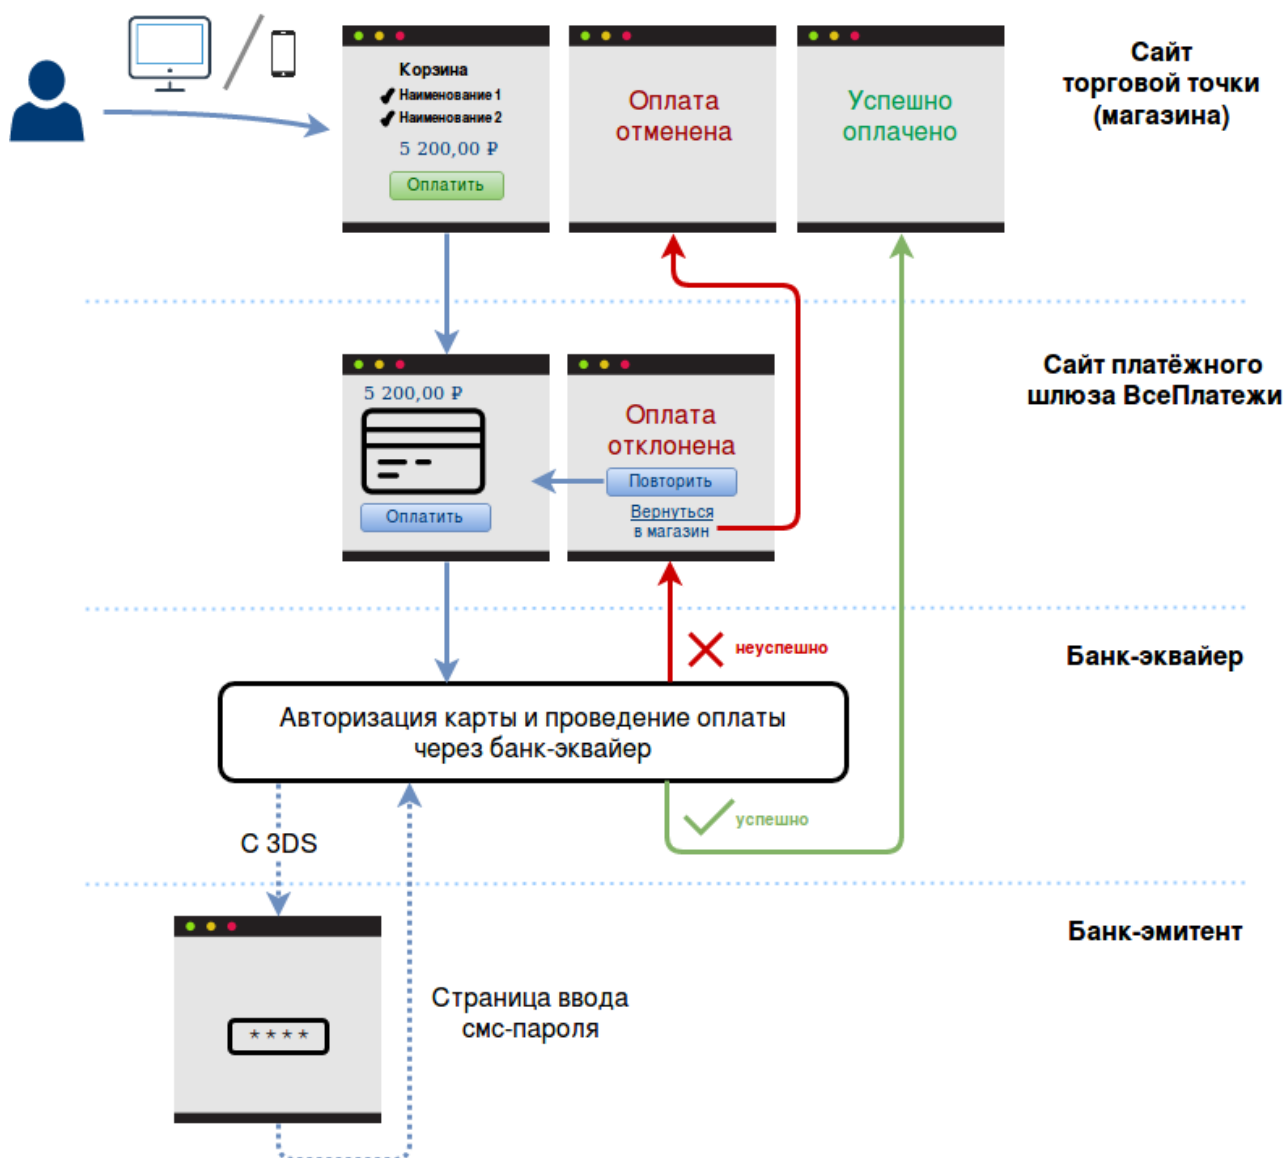 Корзина
Наименование 1
Наименование 2
5 200,00 ₽
Оплатить
Оплата
отменена
Успешно
оплачено
Сайт
торговой точки
(магазина)
5 200,00 ₽
Оплатить
Оплата
отклонена
Повторить
Вернуться
в магазин
Сайт платёжного
шлюза ВсеПлатежи
неуспешно
Банк-эквайер
Авторизация карты и проведение оплаты
через банк-эквайер
успешно
С 3DS
Банк-эмитент
Страница ввода
смс-пароля
****